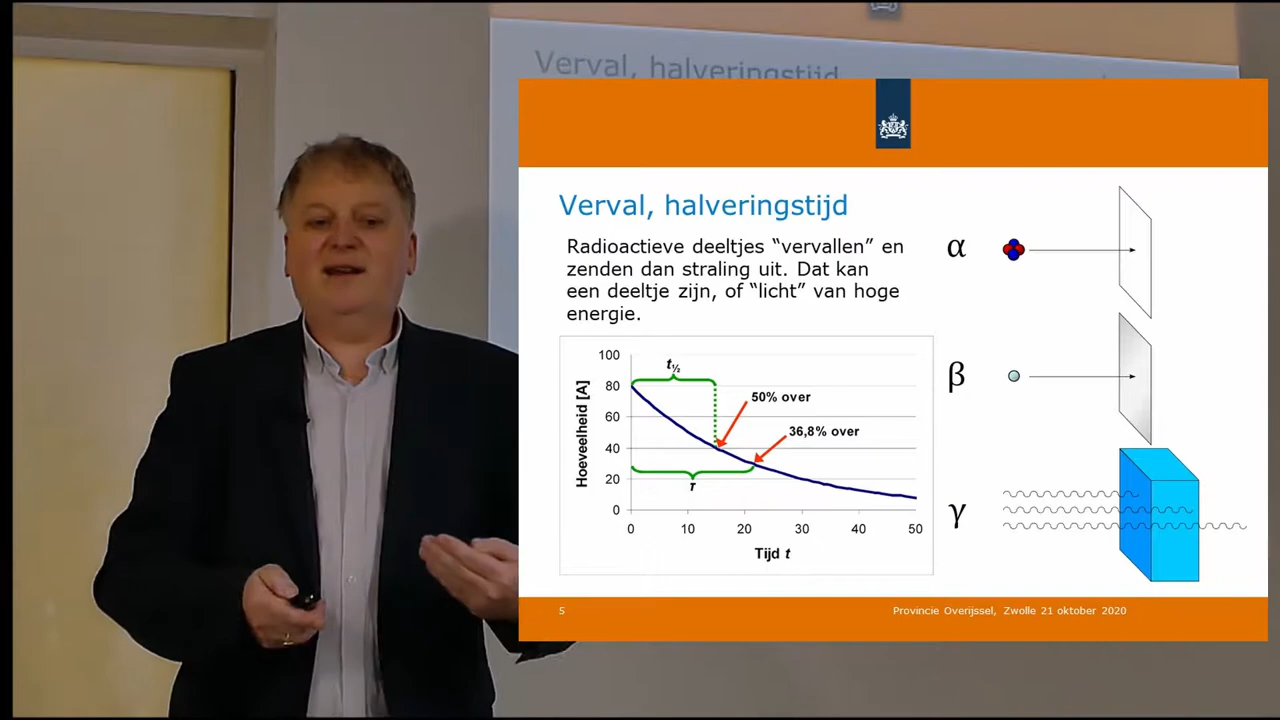 Verval, halveringstijd
Verval, halveringstijd
Radioactieve deeltjes “vervallen” en
zenden dan straling uit. Dat kan
een deeltje zijn, of “licht” van hoge
energie.
α
β
γ
Hoeveelheid [A]
100
80
60
40
20
0
t½
50% over
36,8% over
τ
0 10 20 30 40 50
Tijd t
5
Provincie Overijssel, Zwolle 21 oktober 2020